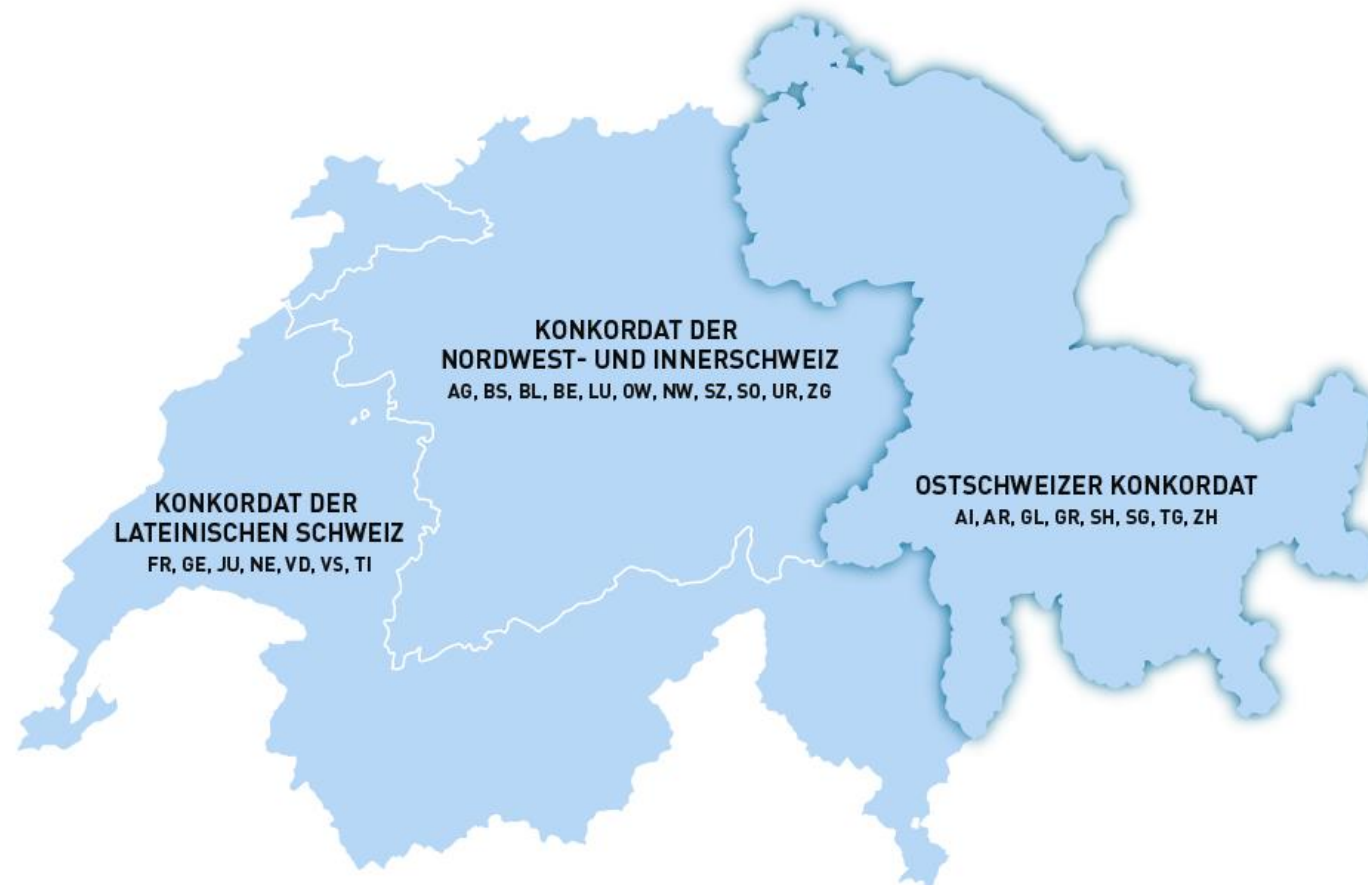 KONKORDAT DER
NORDWEST- UND INNERSCHWEIZ
AG, BS, BL, BE, LU, OW, NW, SZ, SO, UR, ZG
KONKORDAT DER
LATEINISCHEN SCHWEIZ
FR, GE, JU, NE, VD, VS, TI
OSTSCHWEIZER KONKORDAT
AI, AR, GL, GR, SH, SG, TG, ZH